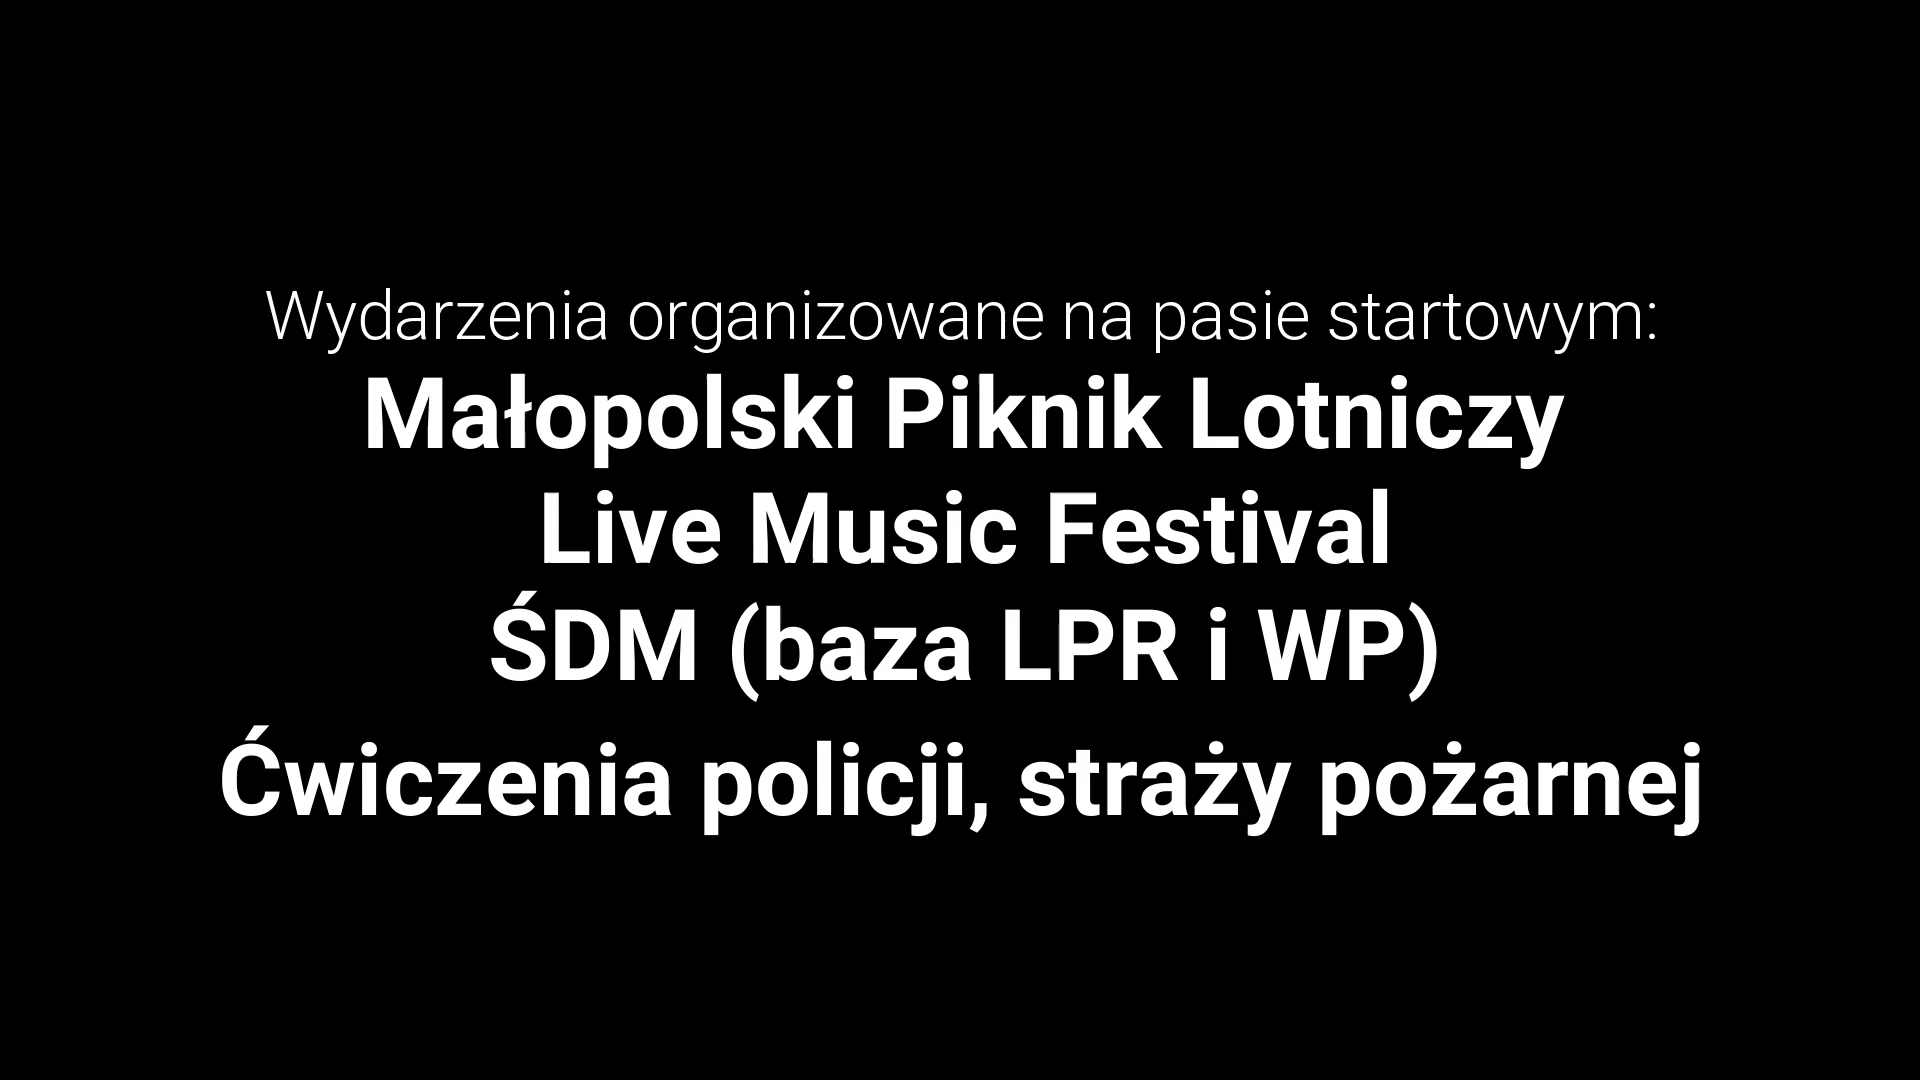 Wydarzenia organizowane na pasie startowym:
Małopolski Piknik Lotniczy
Live Music Festival
ŚDM (baza LPR i WP)
Ćwiczenia policji, straży pożarnej